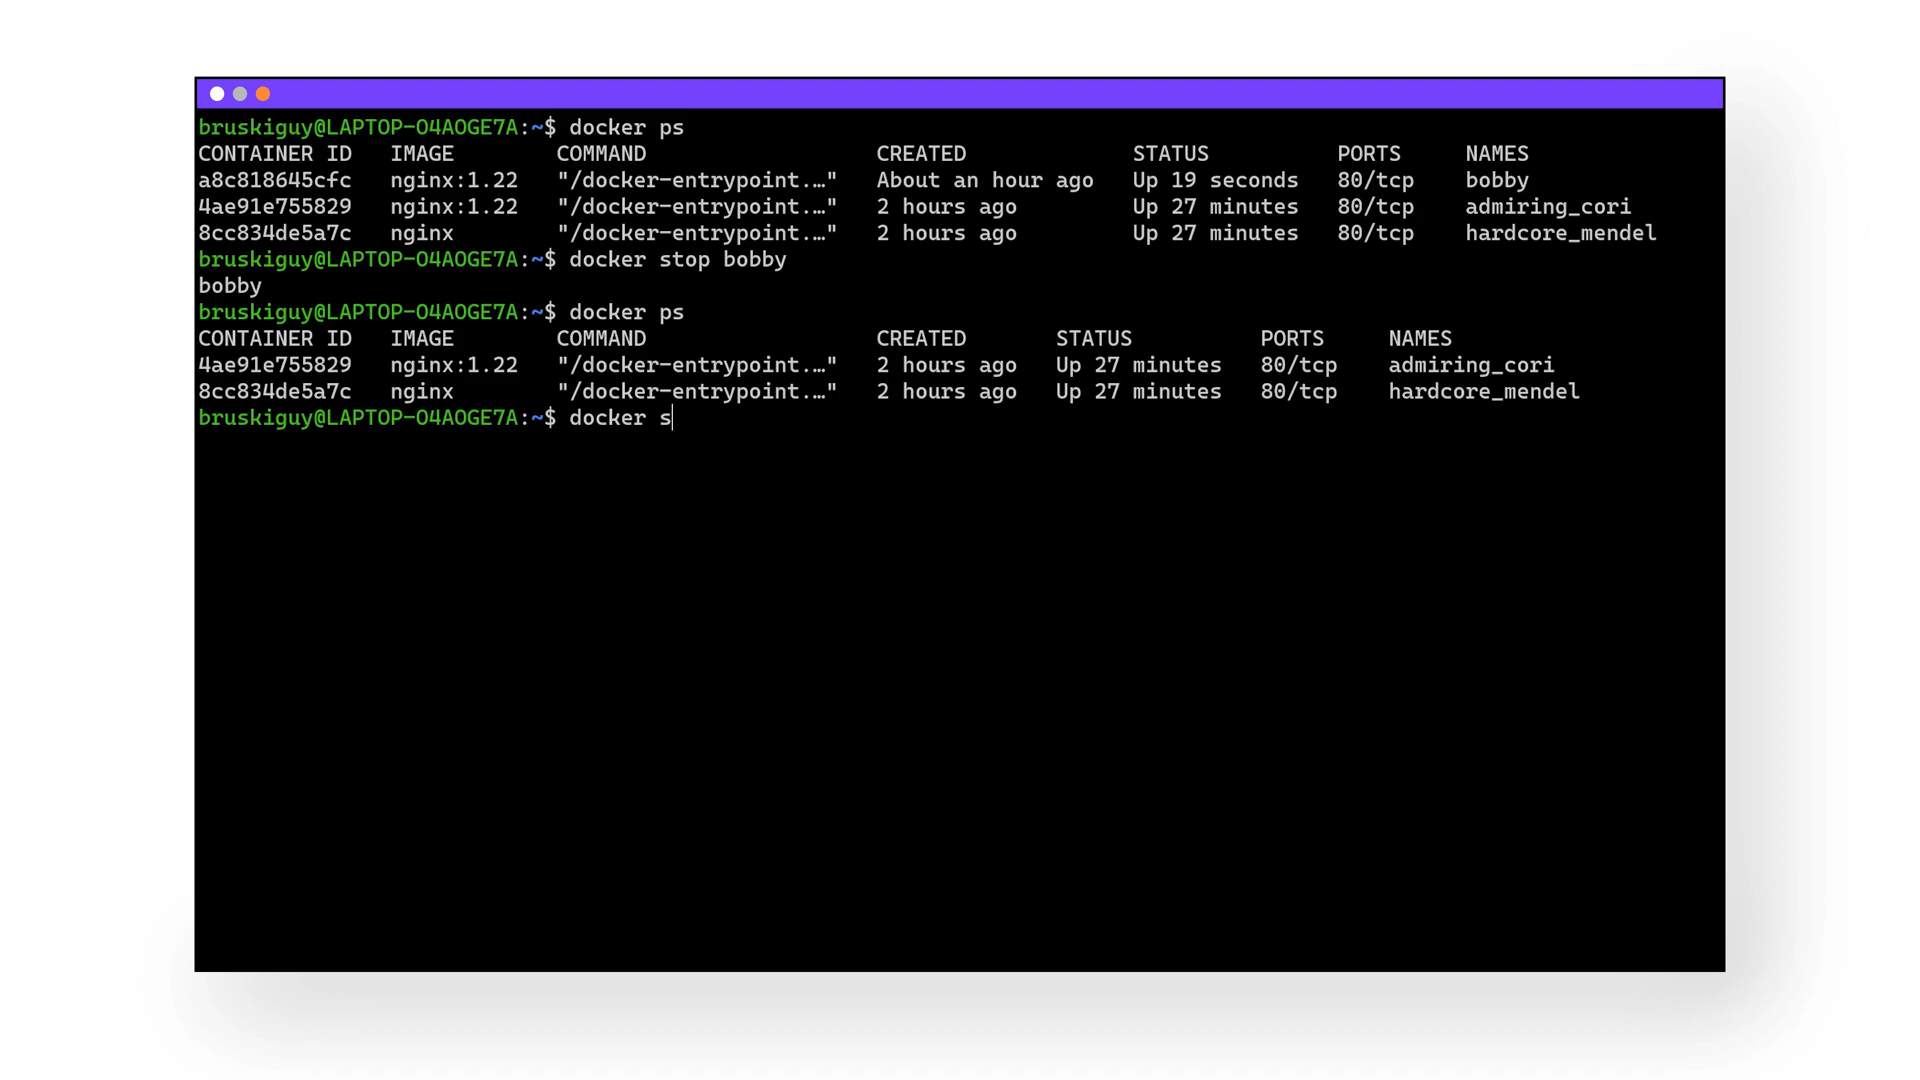 bruskiguy@LAPTOP-O4AOGE7A:~$ docker ps
CONTAINER ID   IMAGE        COMMAND                  CREATED             STATUS          PORTS     NAMES
a8c818645cfc   nginx:1.22   "/docker-entrypoint.…"   About an hour ago   Up 19 seconds   80/tcp    bobby
4ae91e755829   nginx:1.22   "/docker-entrypoint.…"   2 hours ago         Up 27 minutes   80/tcp    admiring_cori
8cc834de5a7c   nginx        "/docker-entrypoint.…"   2 hours ago         Up 27 minutes   80/tcp    hardcore_mendel
bruskiguy@LAPTOP-O4AOGE7A:~$ docker stop bobby
bobby
bruskiguy@LAPTOP-O4AOGE7A:~$ docker ps
CONTAINER ID   IMAGE        COMMAND                  CREATED       STATUS          PORTS     NAMES
4ae91e755829   nginx:1.22   "/docker-entrypoint.…"   2 hours ago   Up 27 minutes   80/tcp    admiring_cori
8cc834de5a7c   nginx        "/docker-entrypoint.…"   2 hours ago   Up 27 minutes   80/tcp    hardcore_mendel
bruskiguy@LAPTOP-O4AOGE7A:~$ docker s